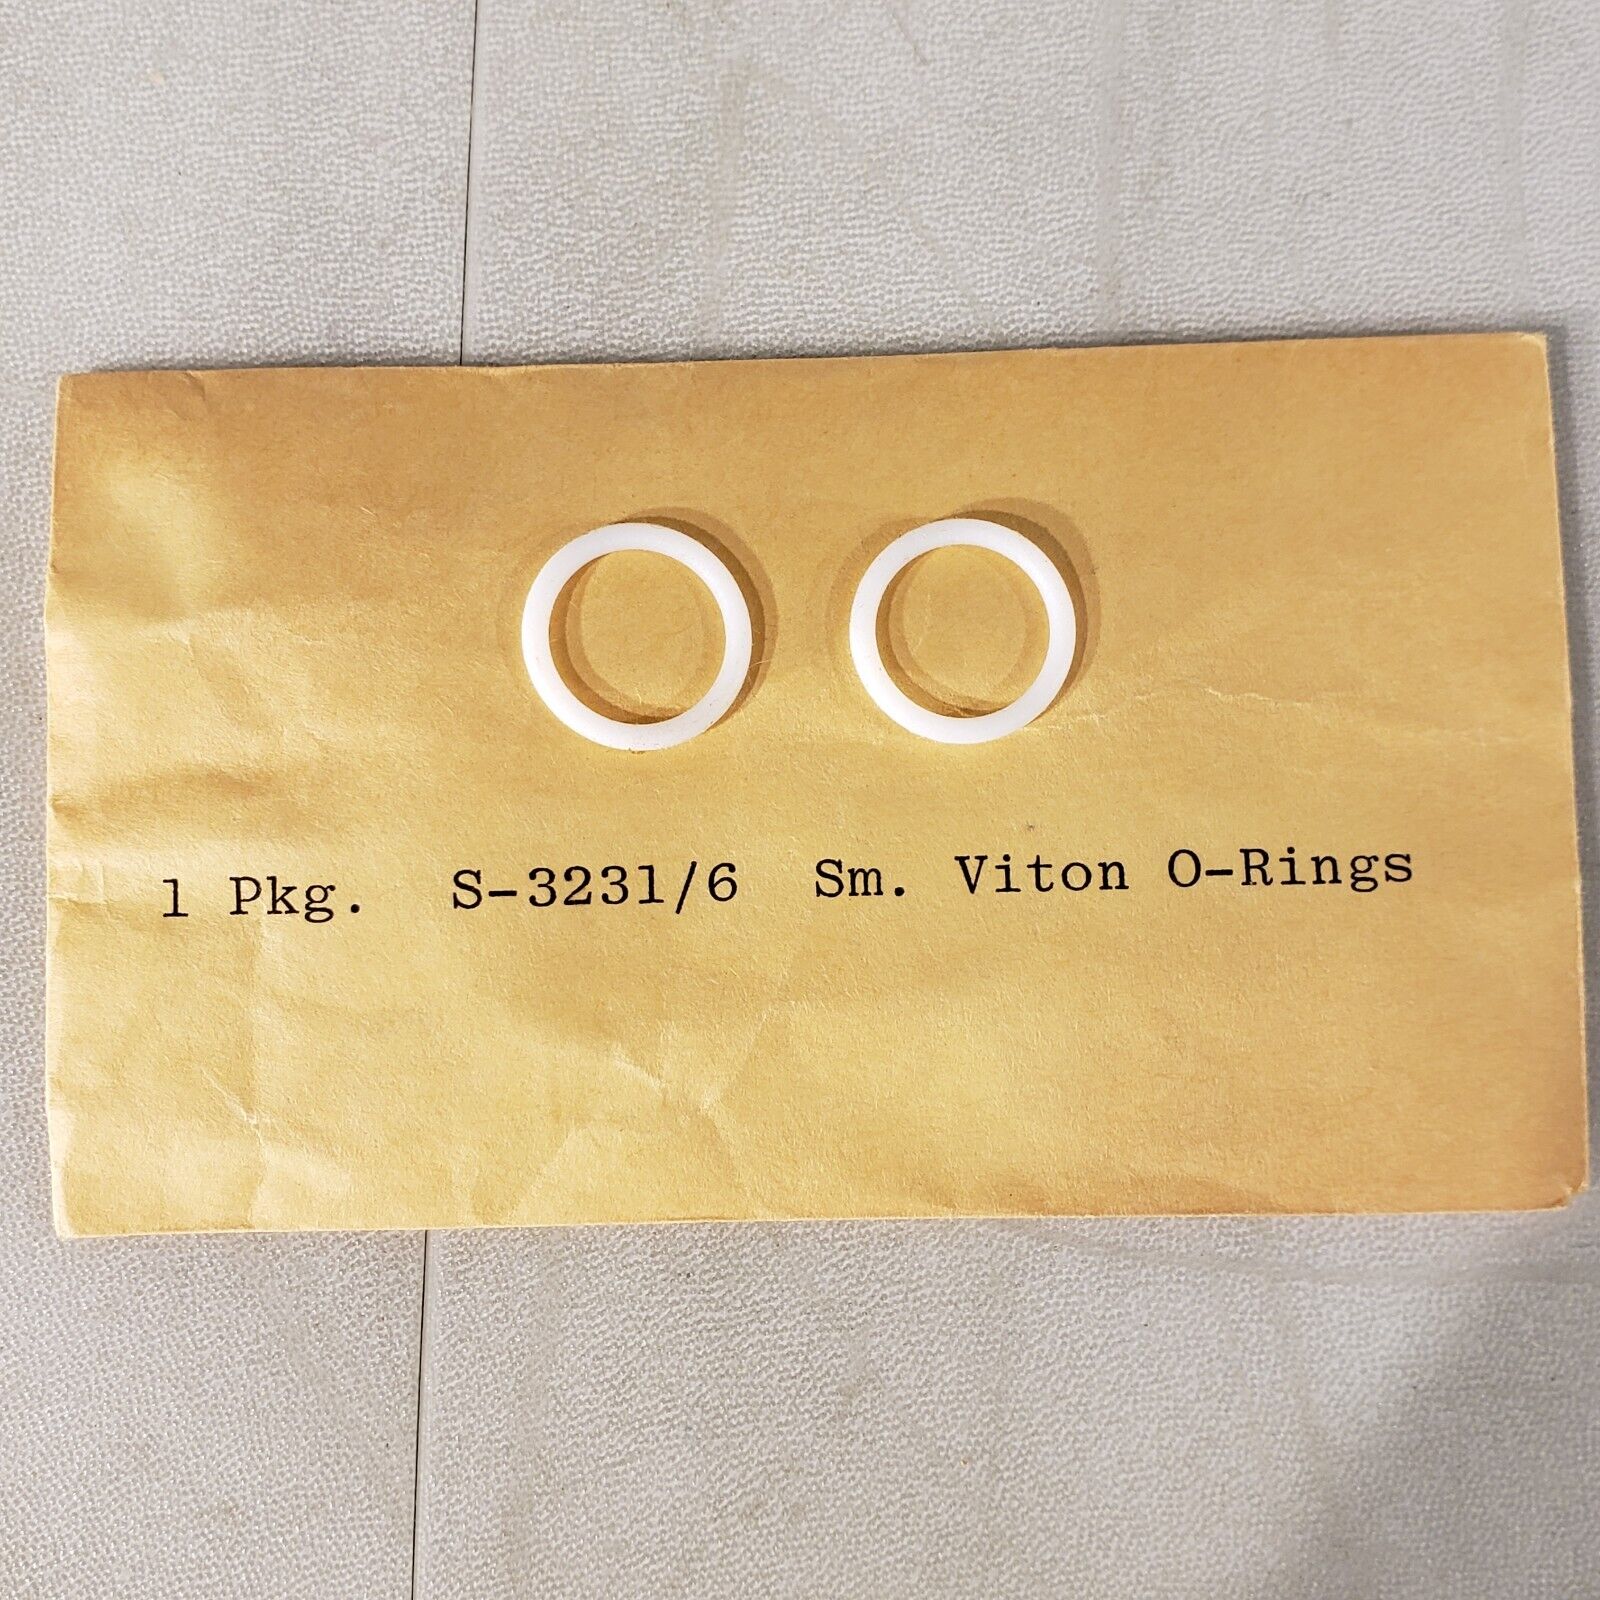 1 Pkg. S-3231/6 Sm. Viton O-Rings